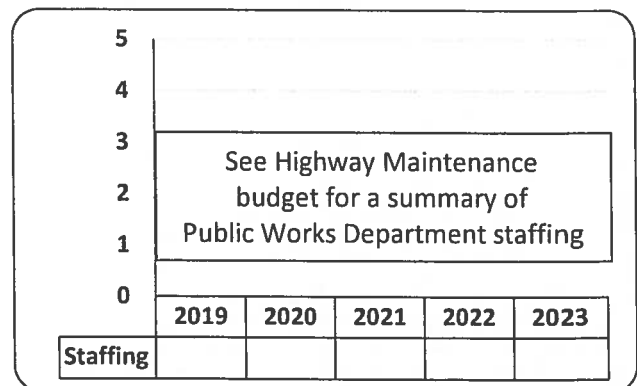 5
4
3
See Highway Maintenance
2
budget for a summary of
Public Works Department staffing
1
0
2019 2020 2021 2022 2023
Staffing